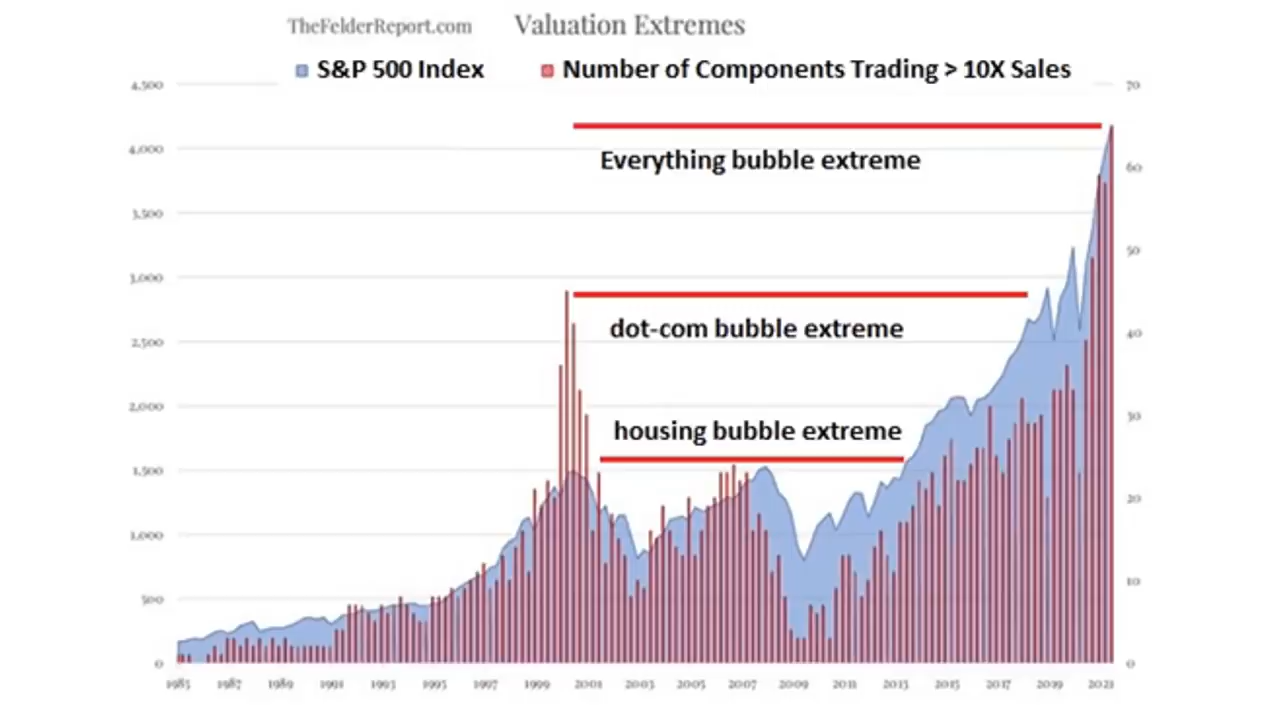 TheFelderReport.com Valuation Extremes
S&P 500 Index Number of Components Trading > 10X Sales
4,500 70
Everything bubble extreme
4,000
60
3,500
50
3,000
dot-com bubble extreme
2,500 40
2,000
30
housing bubble extreme
1,500
20
1,000
10
500
0 0
1985 1987 1989 1991 1993 1995 1997 1999 2001 2003 2005 2007 2009 2011 2013 2015 2017 2019 2021